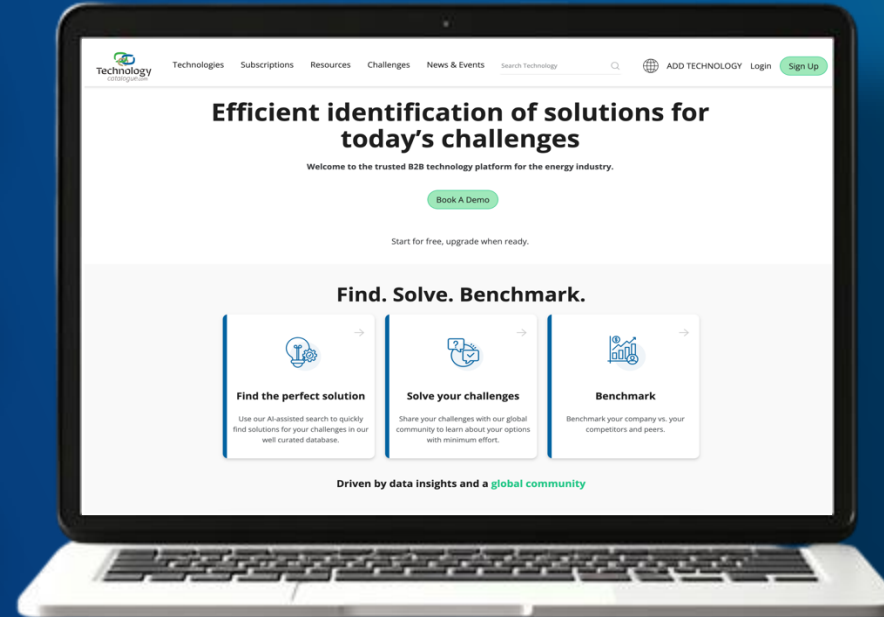 Technology
catalogue.com
Technologies Subscriptions Resources Challenges News & Events Search Technology ADD TECHNOLOGY Login Sign Up
Efficient identification of solutions for
today's challenges
Welcome to the trusted B2B technology platform for the energy industry.
Book A Demo
Start for free, upgrade when ready.
Find. Solve. Benchmark.
Find the perfect solution
Use our AI-assisted search to quickly
find solutions for your challenges in our
well curated database.
Solve your challenges
Share your challenges with our global
community to learn about your options
with minimum effort.
Benchmark
Benchmark your company vs. your
competitors and peers.
Driven by data insights and a global community